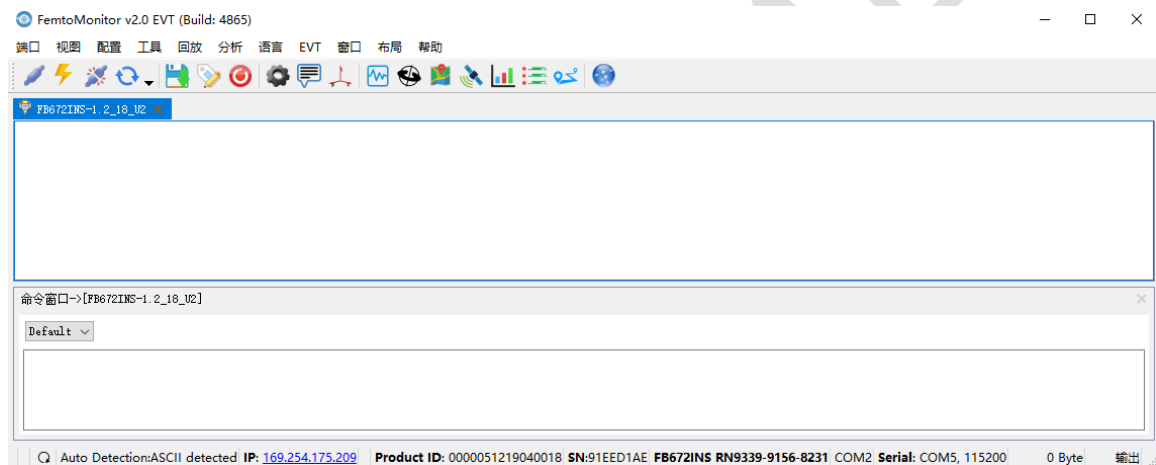 FemtoMonitor v2.0 EVT (Build: 4865)
端口 视图 配置 工具 回放 分析 语言 EVT 窗口 布局 帮助
FB672INS-1.2_18_U2
命令窗口->[FB672INS-1.2_18_U2]
Default
Auto Detection:ASCII detected IP: 169.254.175.209 Product ID: 0000051219040018 SN:91EED1AE FB672INS RN9339-9156-8231 COM2 Serial: COM5, 115200 0 Byte 输出